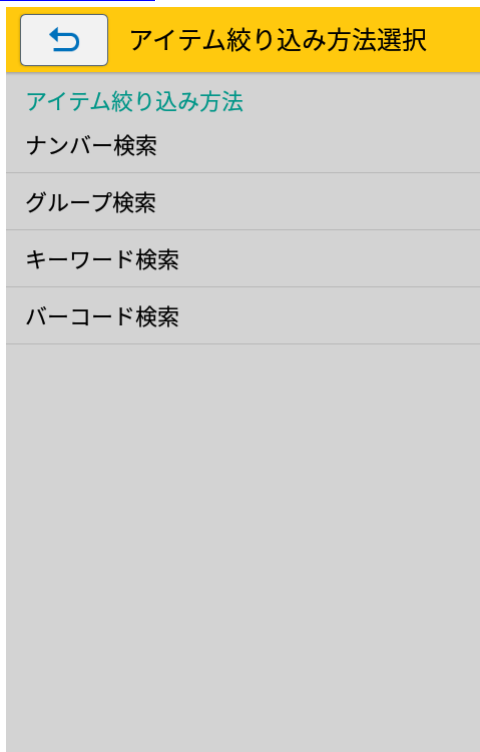 アイテム絞り込み方法選択
アイテム絞り込み方法
ナンバー検索
グループ検索
キーワード検索
バーコード検索